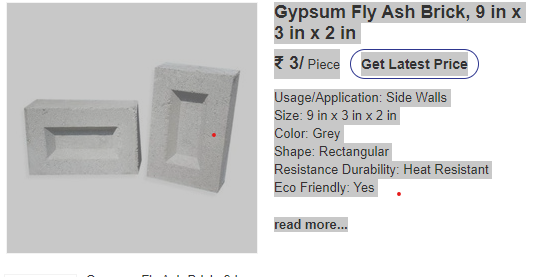 Gypsum Fly Ash Brick, 9 in x
3 in x 2 in
₹ 3/ Piece
Get Latest Price
Usage/Application: Side Walls
Size: 9 in x 3 in x 2 in
Color: Grey
Shape: Rectangular
Resistance Durability: Heat Resistant
Eco Friendly: Yes
read more...